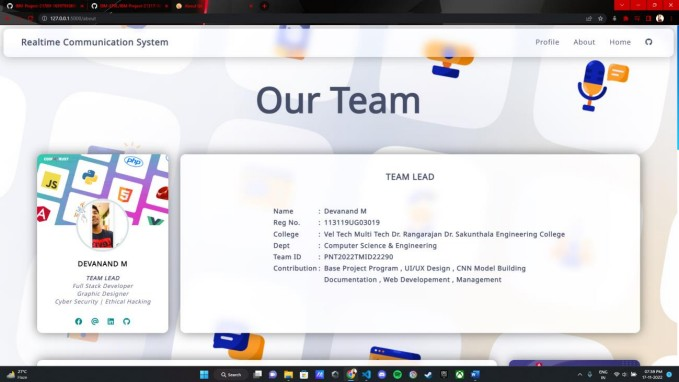 127.0.0.1:5000/about
Realtime Communication System
Profile About Home
Our Team
JS
php
DEVANAND M
TEAM LEAD
Full Stack Developer
Graphic Designer
Cyber Security | Ethical Hacking
TEAM LEAD
Name : Devanand M
Reg No. : 113119UG03019
College : Vel Tech Multi Tech Dr. Rangarajan Dr. Sakunthala Engineering College
Dept : Computer Science & Engineering
Team ID : PNT2022TMID22290
Contribution : Base Project Program , UI/UX Design , CNN Model Building
Documentation , Web Developement , Management
27°C
Haze
Search
ENG
IN
07:38 PM
17-11-2022